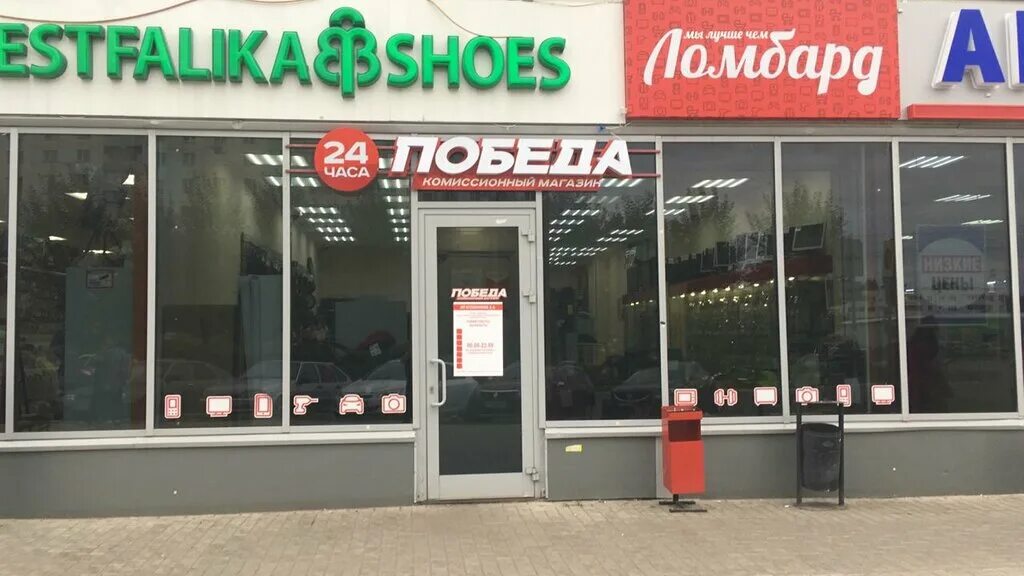 ESTFALIKA SHOES
мы лучше чем
Ломбард
24
ЧАСА
ПОБЕДА
КОМИССИОННЫЙ МАГАЗИН
ПОБЕДА
НИЗКИЕ
ЦЕНЫ